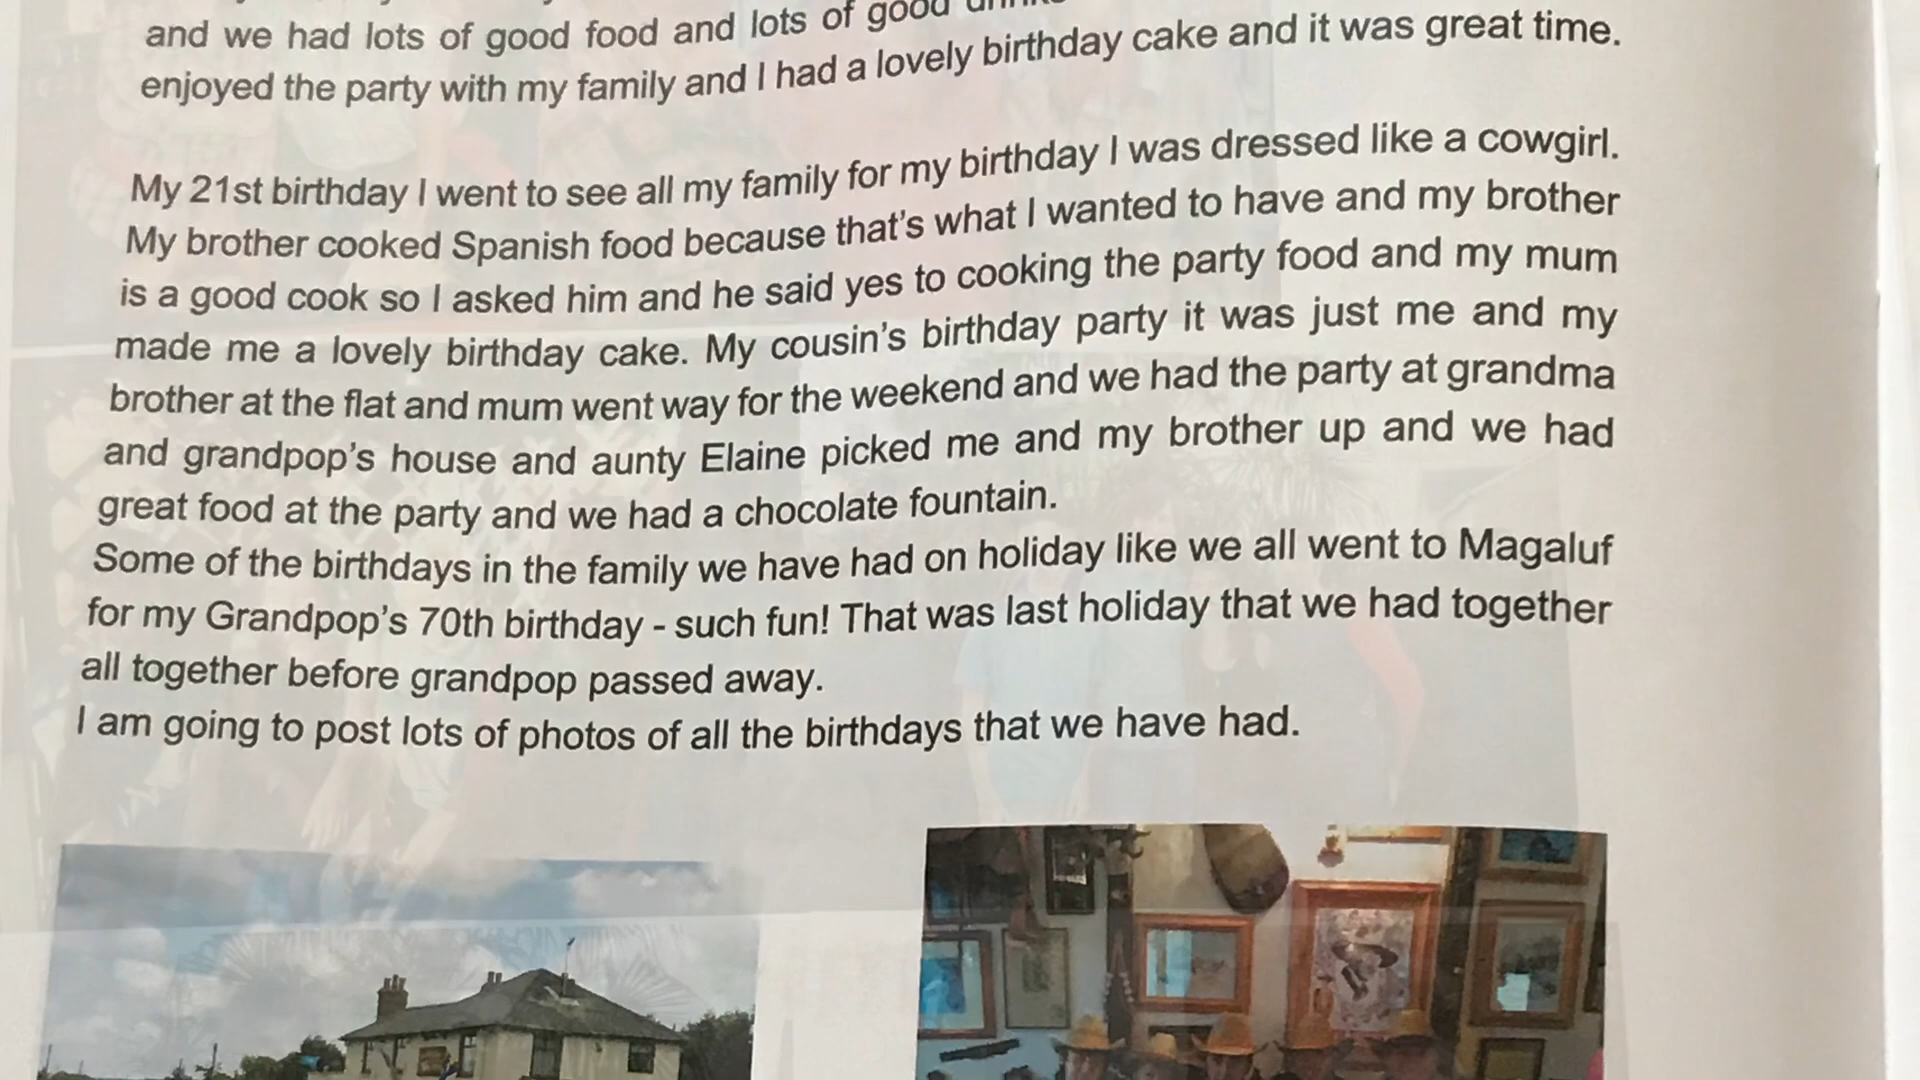 and we had lots of good food and lots of good
enjoyed the party with my family and I had a lovely birthday cake and it was great time.
My 21st birthday I went to see all my family for my birthday I was dressed like a cowgirl.
My brother cooked Spanish food because that's what I wanted to have and my brother
is a good cook so I asked him and he said yes to cooking the party food and my mum
made me a lovely birthday cake. My cousin's birthday party it was just me and my
brother at the flat and mum went way for the weekend and we had the party at grandma
and grandpop's house and aunty Elaine picked me and my brother up and we had
great food at the party and we had a chocolate fountain.
Some of the birthdays in the family we have had on holiday like we all went to Magaluf
for my Grandpop's 70th birthday - such fun! That was last holiday that we had together
all together before grandpop passed away.
I am going to post lots of photos of all the birthdays that we have had.